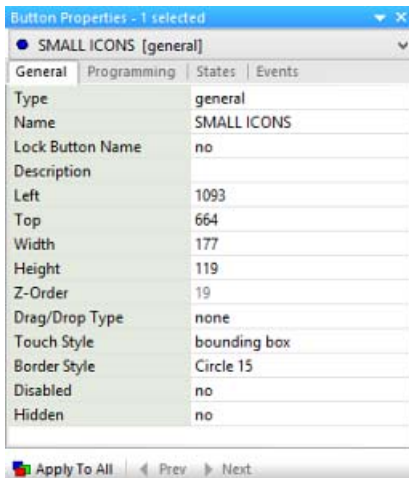 Button Properties - 1 selected
SMALL ICONS [general]
General Programming States Events
Type general
Name SMALL ICONS
Lock Button Name no
Description
Left 1093
Top 664
Width 177
Height 119
Z-Order 19
Drag/Drop Type none
Touch Style bounding box
Border Style Circle 15
Disabled no
Hidden no
Apply To All Prev Next